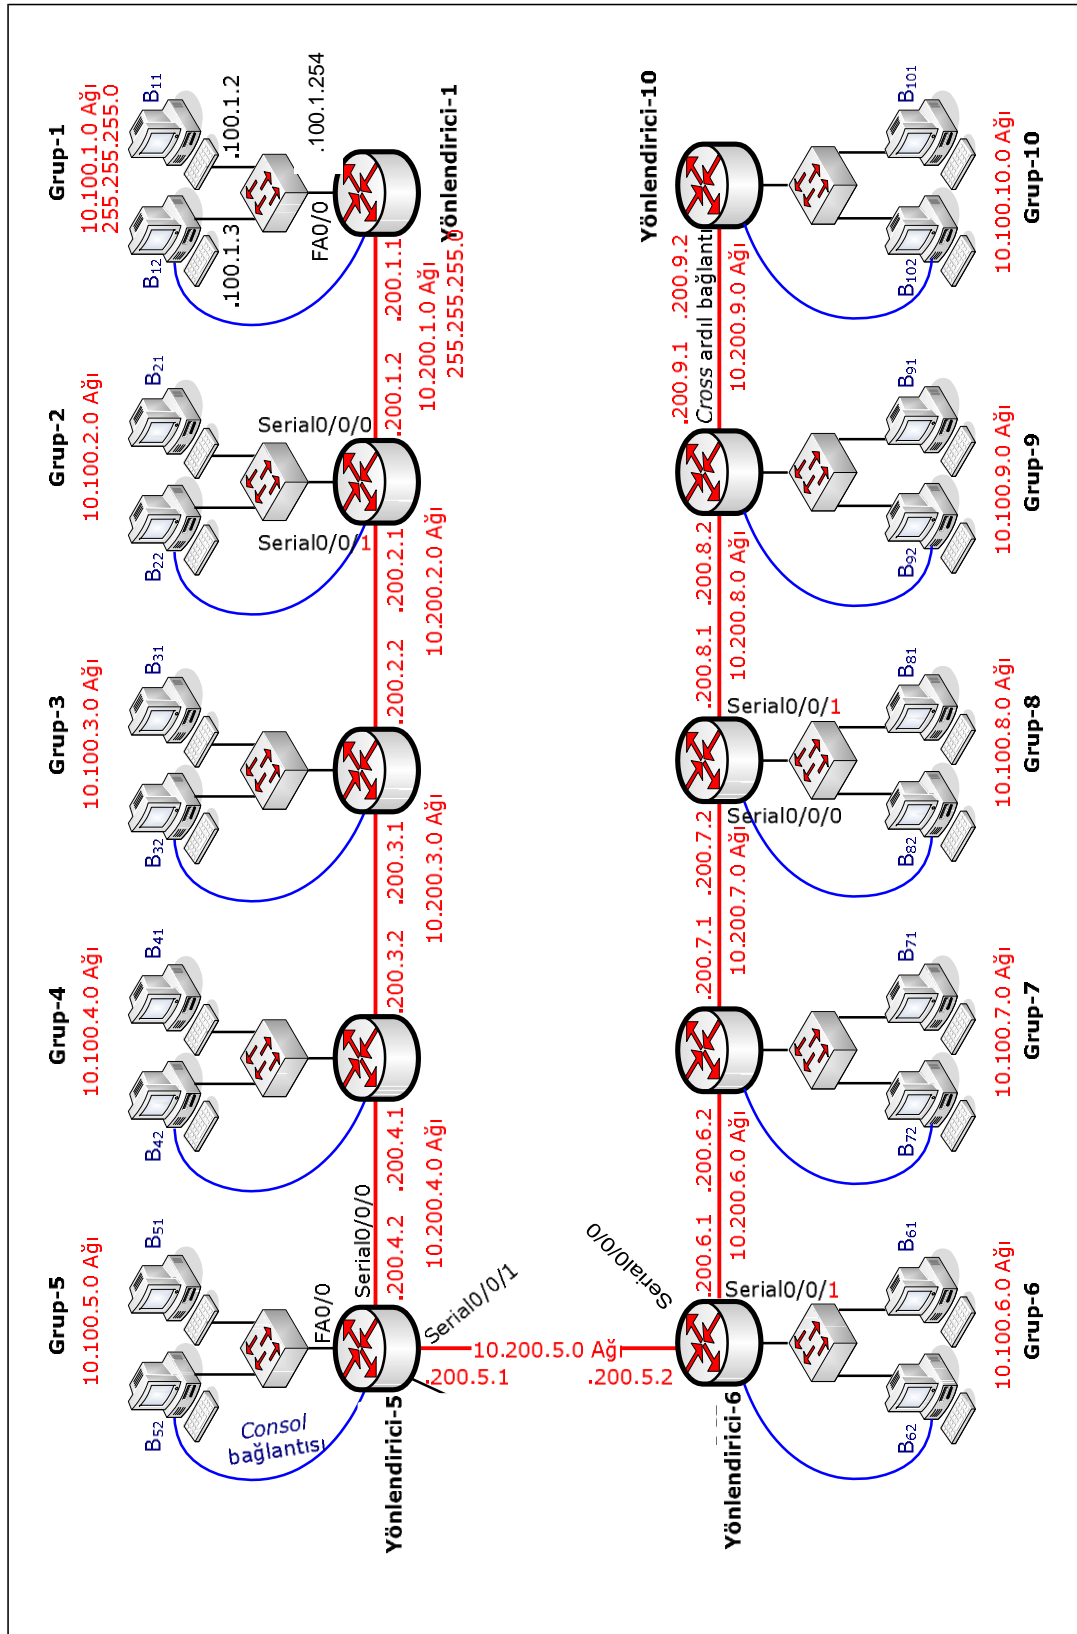 Grup-1
10.100.1.0 Ağı
255.255.255.0
B11
B12
.100.1.2
.100.1.3
.100.1.254
FA0/0
Yönlendirici-1
.200.1.1
.200.1.2
10.200.1.0 Ağı
255.255.255.0
Grup-2
10.100.2.0 Ağı
B21
B22
Serial0/0/0
Serial0/0/1
.200.2.1
.200.2.2
10.200.2.0 Ağı
Grup-3
10.100.3.0 Ağı
B31
B32
.200.3.1
.200.3.2
10.200.3.0 Ağı
Grup-4
10.100.4.0 Ağı
B41
B42
.200.4.1
.200.4.2
10.200.4.0 Ağı
Grup-5
10.100.5.0 Ağı
B51
B52
Consol
bağlantısı
FA0/0
Serial0/0/0
Serial0/0/1
Yönlendirici-5
10.200.5.0 Ağı
.200.5.1
.200.5.2
Yönlendirici-6
Serial0/0/0
Serial0/0/1
.200.6.1
.200.6.2
10.200.6.0 Ağı
B61
B62
10.100.6.0 Ağı
Grup-6
.200.7.1
.200.7.2
10.200.7.0 Ağı
B71
B72
10.100.7.0 Ağı
Grup-7
Serial0/0/0
Serial0/0/1
.200.8.1
.200.8.2
10.200.8.0 Ağı
B81
B82
10.100.8.0 Ağı
Grup-8
.200.9.1
.200.9.2
Cross ardıl bağlantı
10.200.9.0 Ağı
B91
B92
10.100.9.0 Ağı
Grup-9
Yönlendirici-10
B101
B102
10.100.10.0 Ağı
Grup-10